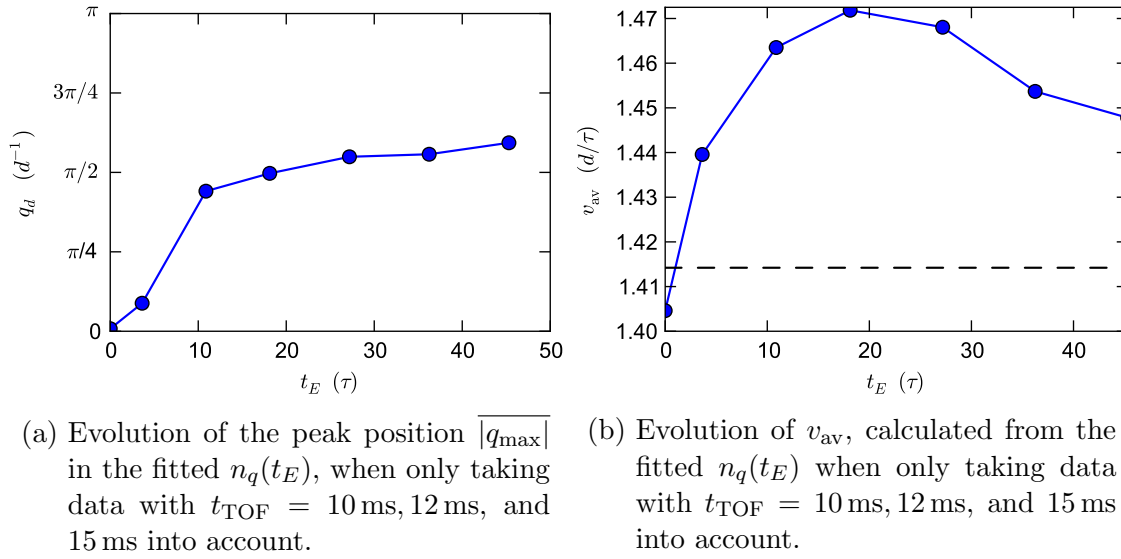 π
3π/4
π/2
π/4
0
q_d (d⁻¹)
0 10 20 30 40 50
t_E (τ)
1.47
1.46
1.45
1.44
1.43
1.42
1.41
1.40
v_av (d/τ)
0 10 20 30 40
t_E (τ)
(a) Evolution of the peak position |q_max|
in the fitted n_q(t_E), when only taking
data with t_TOF = 10 ms, 12 ms, and
15 ms into account.
(b) Evolution of v_av, calculated from the
fitted n_q(t_E) when only taking data
with t_TOF = 10 ms, 12 ms, and 15 ms
into account.